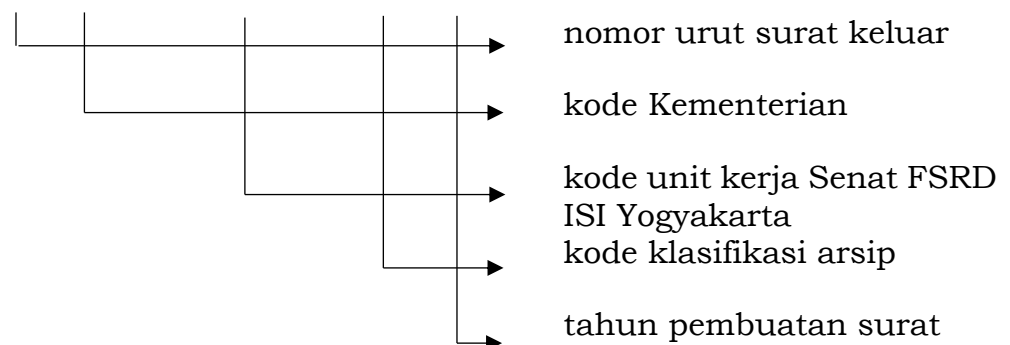 nomor urut surat keluar
kode Kementerian
kode unit kerja Senat FSRD
ISI Yogyakarta
kode klasifikasi arsip
tahun pembuatan surat